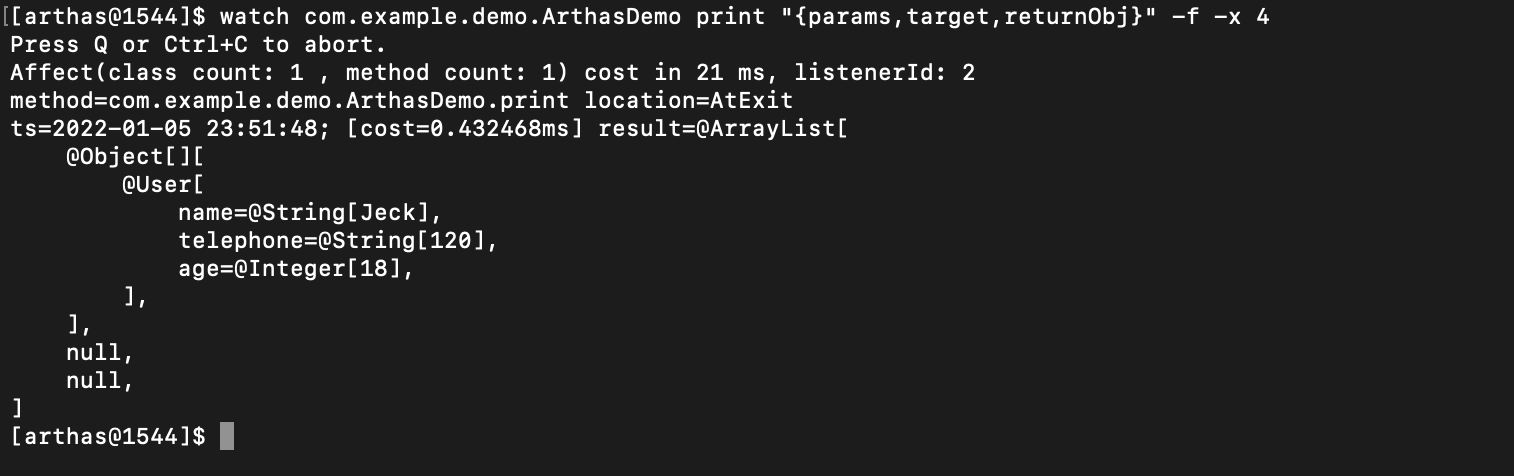 [arthas@1544]$ watch com.example.demo.ArthasDemo print "{params,target,returnObj}" -f -x 4
Press Q or Ctrl+C to abort.
Affect(class count: 1 , method count: 1) cost in 21 ms, listenerId: 2
method=com.example.demo.ArthasDemo.print location=AtExit
ts=2022-01-05 23:51:48; [cost=0.432468ms] result=@ArrayList[
    @Object[][
        @User[
            name=@String[Jeck],
            telephone=@String[120],
            age=@Integer[18],
        ],
    ],
    null,
    null,
]
[arthas@1544]$